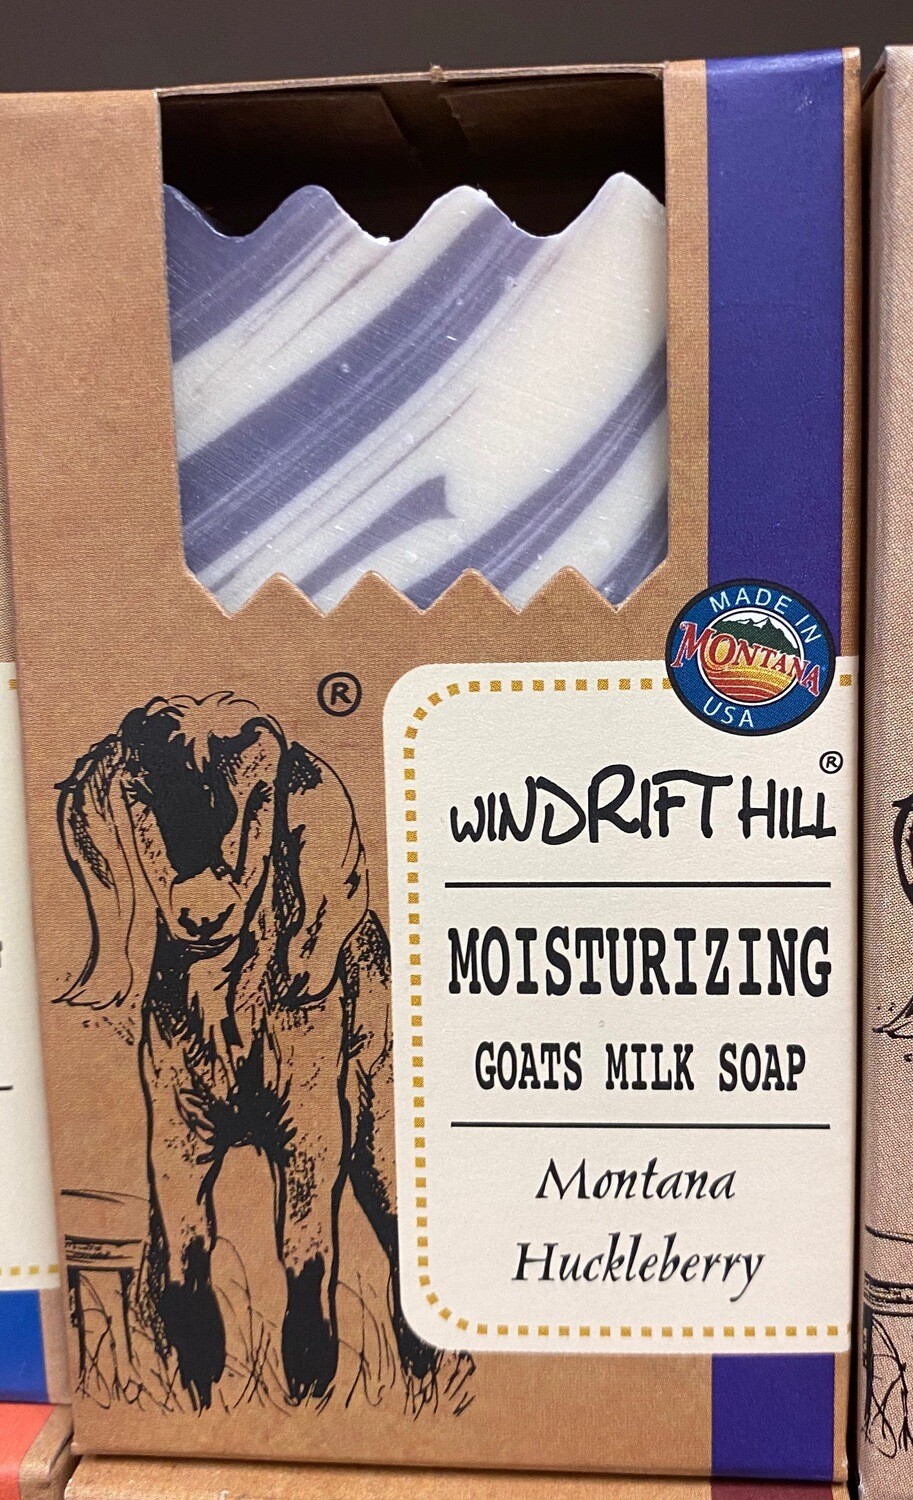 MADE IN
MONTANA
USA
®
WINDRIFT HILL®
MOISTURIZING
GOATS MILK SOAP
Montana
Huckleberry